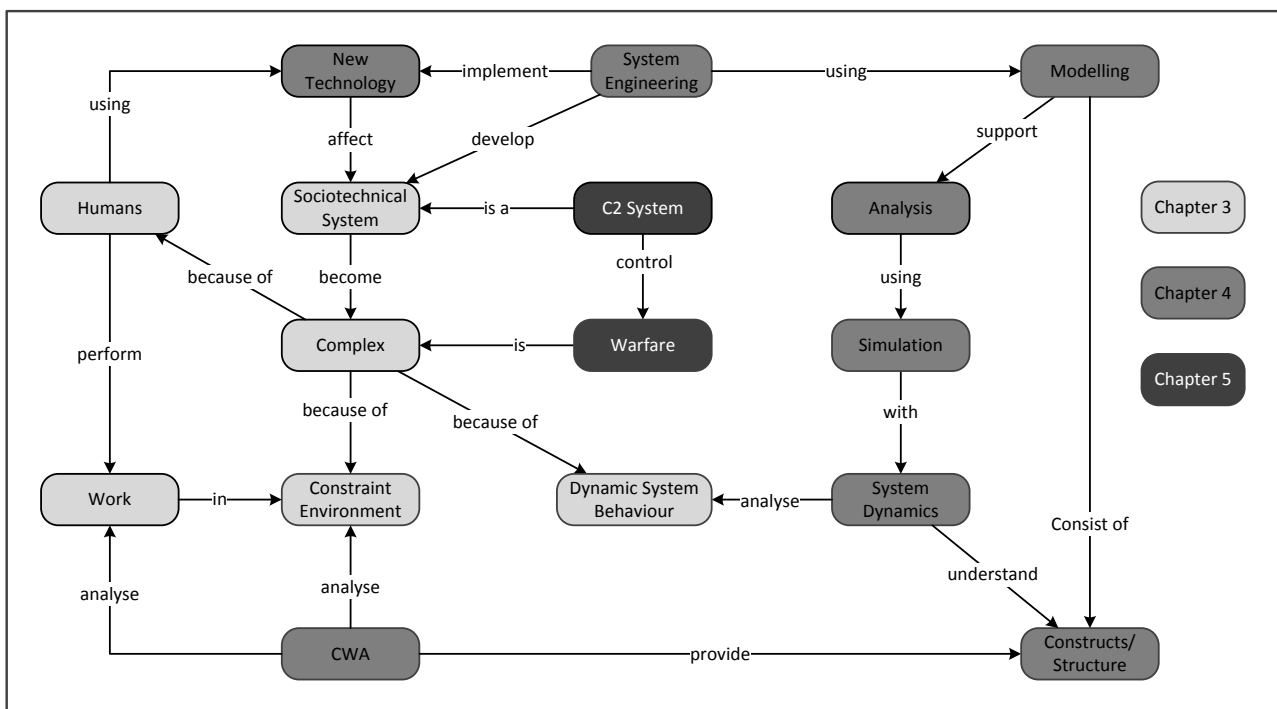 New
Technology
implement
System
Engineering
using
Modelling
using
affect
develop
support
Humans
Sociotechnical
System
is a
C2 System
Analysis
Chapter 3
because of
become
control
using
Chapter 4
perform
Complex
is
Warfare
Simulation
Chapter 5
because of
because of
with
Work
in
Constraint
Environment
Dynamic System
Behaviour
analyse
System
Dynamics
Consist of
analyse
analyse
understand
CWA
provide
Constructs/
Structure